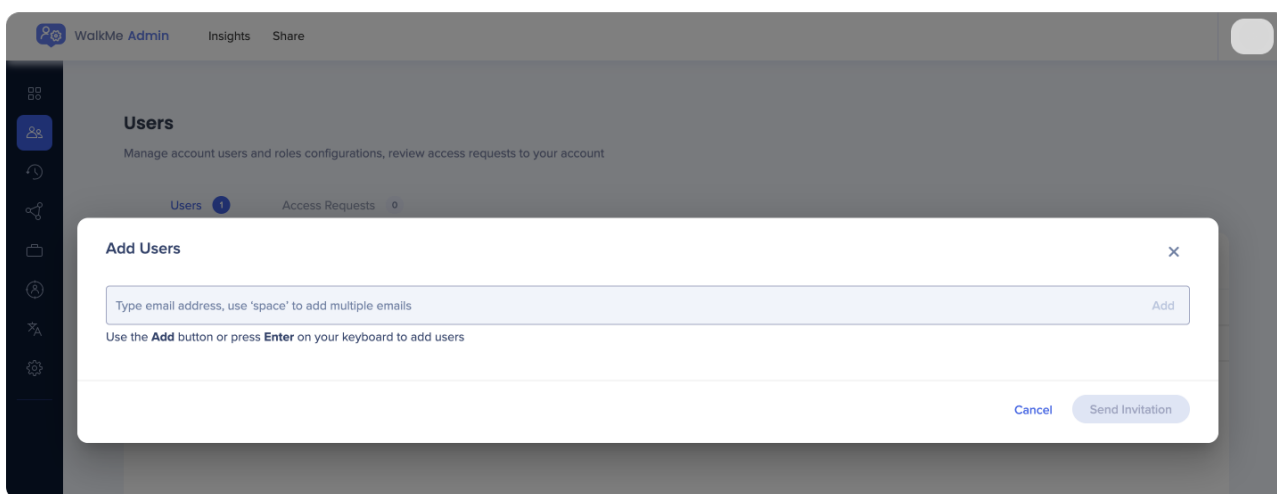 WalkMe Admin Insights Share
Users
Manage account users and roles configurations, review access requests to your account
Users 1 Access Requests 0
Add Users
Type email address, use 'space' to add multiple emails Add
Use the Add button or press Enter on your keyboard to add users
Cancel Send Invitation